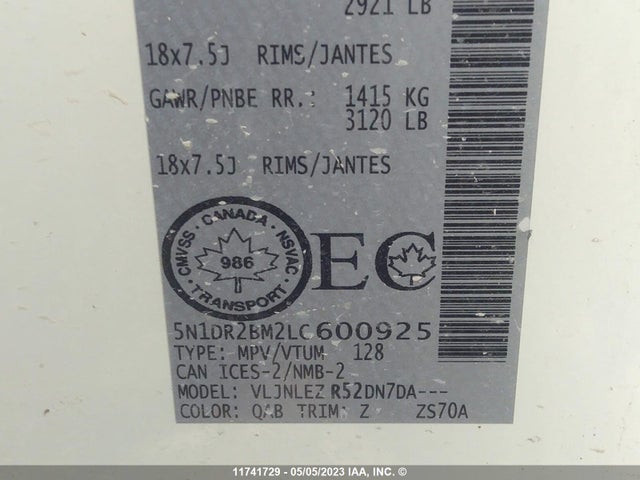 2921 LB
18x7.5J RIMS/JANTES
GAWR/PNBE RR.: 1415 KG
3120 LB
18x7.5J RIMS/JANTES
CMVSS - CANADA - NSVAC
986
TRANSPORT
EC
5N1DR2BM2LC600925
TYPE: MPV/VTUM 128
CAN ICES-2/NMB-2
MODEL: VLJNLEZ R52DN7DA---
COLOR: QAB TRIM: Z ZS70A
11741729 - 05/05/2023 IAA, INC. ©